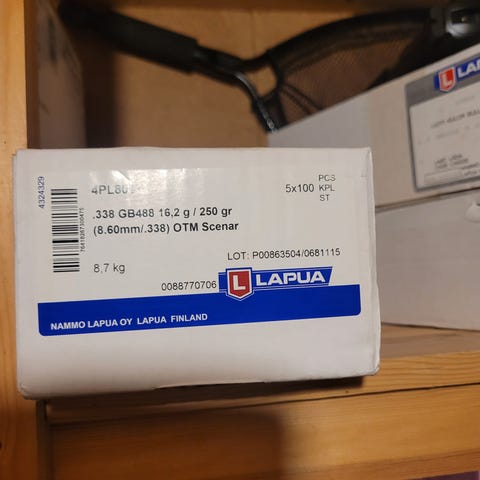 4324329
PCS
5x100 KPL
ST
.338 GB488 16,2 g / 250 gr
(8.60mm/.338) OTM Scenar
LOT: P00863504/0681115
8,7 kg
0088770706
LAPUA
NAMMO LAPUA OY LAPUA FINLAND